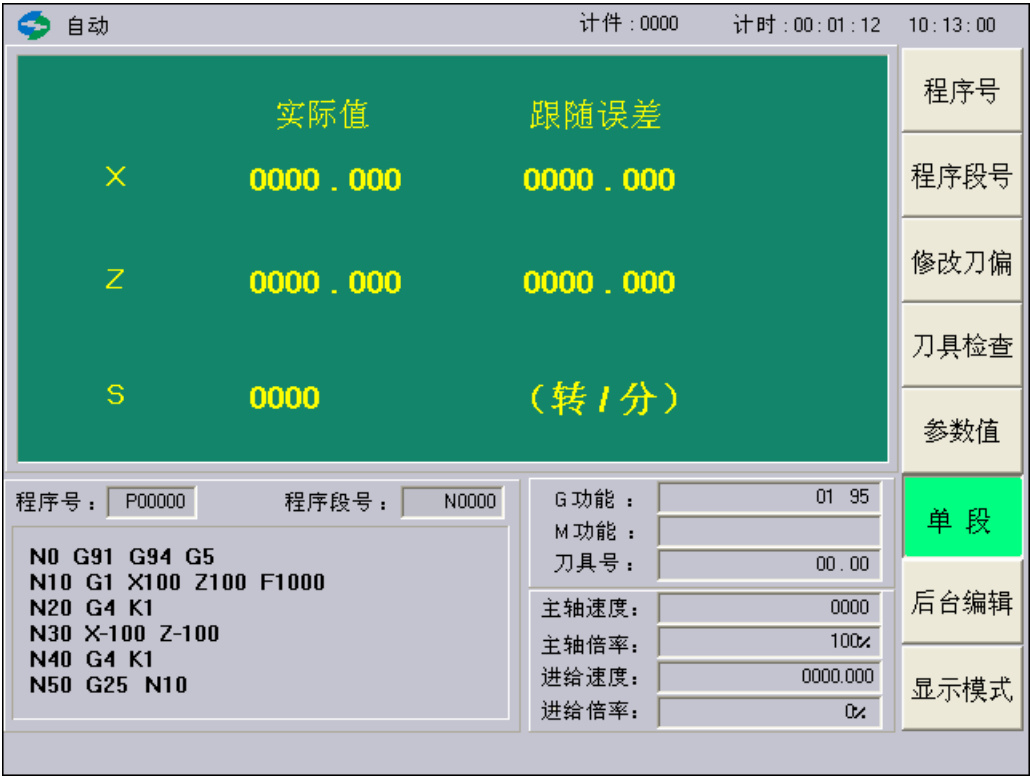 自动 计件:0000 计时:00:01:12 10:13:00
实际值 跟随误差
X 0000.000 0000.000
Z 0000.000 0000.000
S 0000 (转/分)
程序号
程序段号
修改刀偏
刀具检查
参数值
单 段
后台编辑
显示模式
程序号: P00000 程序段号: N0000
N0 G91 G94 G5
N10 G1 X100 Z100 F1000
N20 G4 K1
N30 X-100 Z-100
N40 G4 K1
N50 G25 N10
G功能: 01 95
M功能:
刀具号: 00.00
主轴速度: 0000
主轴倍率: 100%
进给速度: 0000.000
进给倍率: 0%